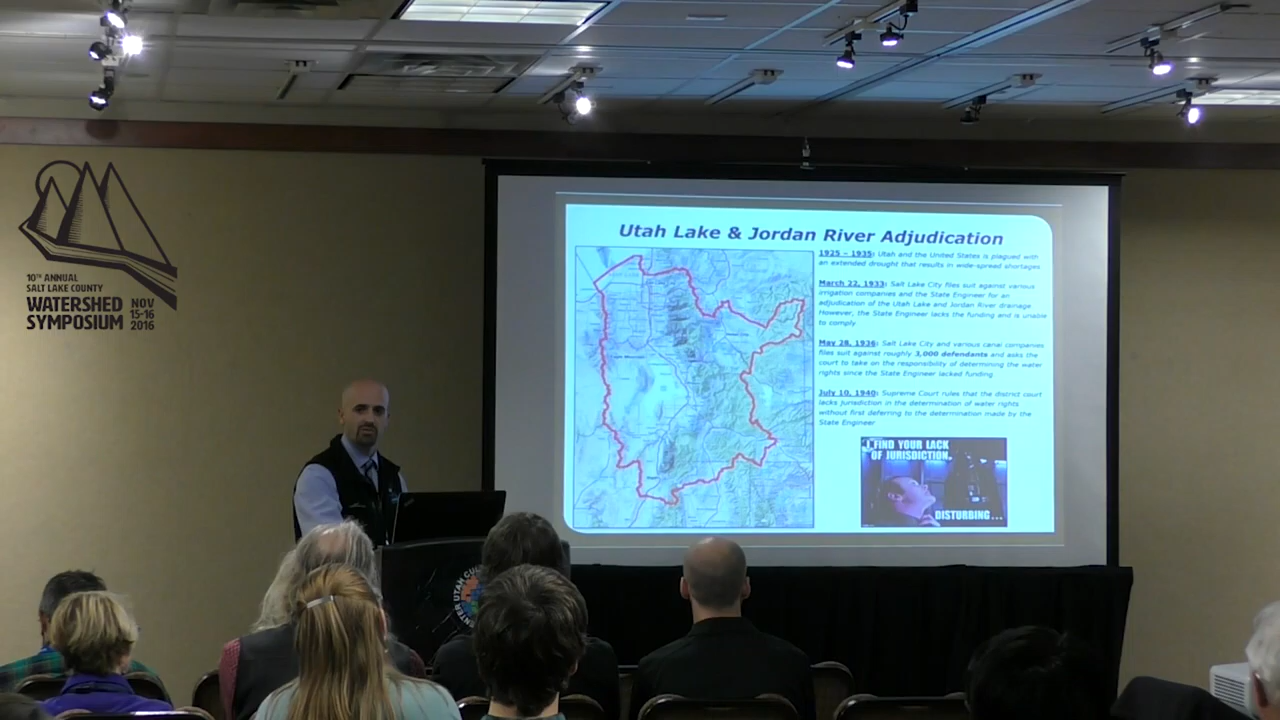 10TH ANNUAL
SALT LAKE COUNTY
WATERSHED
SYMPOSIUM
NOV
15-16
2016
Utah Lake & Jordan River Adjudication
1925 – 1935: Utah and the United States is plagued with
an extended drought that results in wide-spread shortages
March 22, 1933: Salt Lake City files suit against various
irrigation companies and the State Engineer for an
adjudication of the Utah Lake and Jordan River drainage.
However, the State Engineer lacks the funding and is unable
to comply.
May 28, 1936: Salt Lake City and various canal companies
files suit against roughly 3,000 defendants and asks the
court to take on the responsibility of determining the water
rights since the State Engineer lacked funding.
July 10, 1940: Supreme Court rules that the district court
lacks jurisdiction in the determination of water rights
without first deferring to the determination made by the
State Engineer
I FIND YOUR LACK
OF JURISDICTION.
DISTURBING...